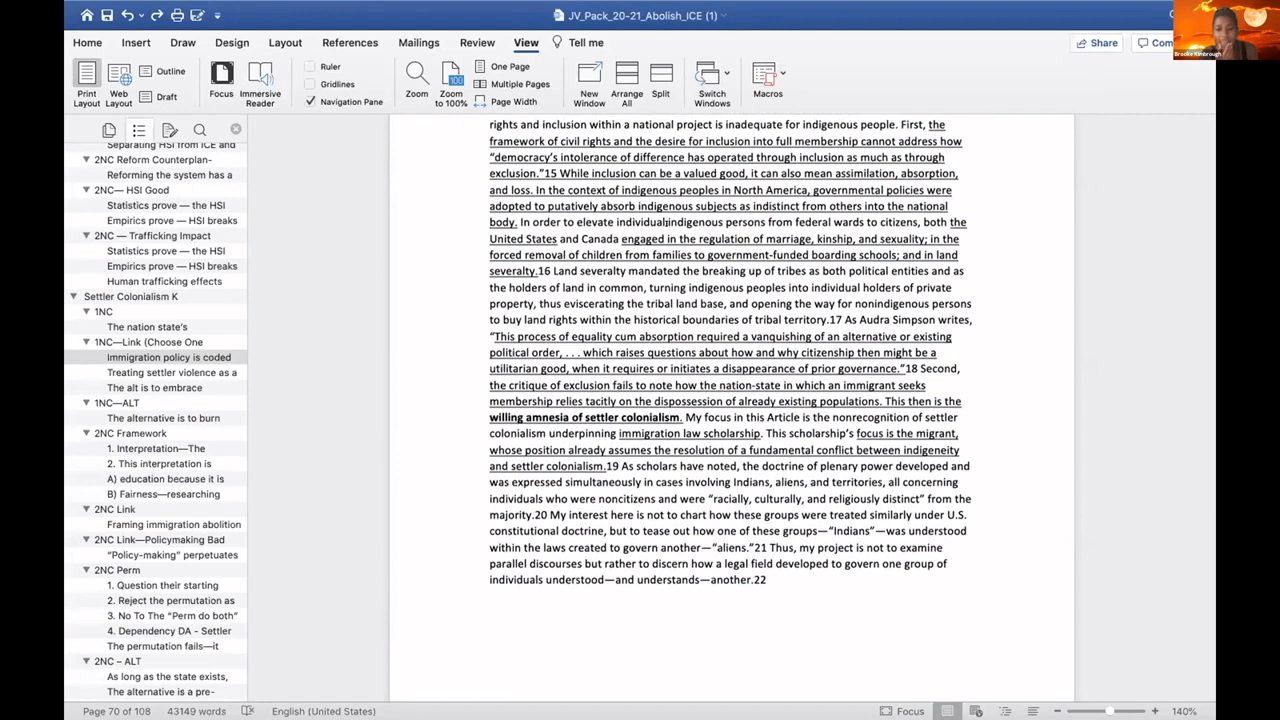 JV_Pack_20-21_Abolish_ICE (1)
Home Insert Draw Design Layout References Mailings Review View Tell me Share Com
Brooke Kimbrough
Print Layout Web Layout Outline Draft Focus Immersive Reader Ruler Gridlines Navigation Pane Zoom Zoom to 100% One Page Multiple Pages Page Width New Window Arrange All Split Switch Windows Macros
Separating HSI from ICE and
2NC Reform Counterplan-
Reforming the system has a
2NC— HSI Good
Statistics prove — the HSI
Empirics prove — HSI breaks
2NC — Trafficking Impact
Statistics prove — the HSI
Empirics prove — HSI breaks
Human trafficking effects
Settler Colonialism K
1NC
The nation state's
1NC—Link (Choose One
Immigration policy is coded
Treating settler violence as a
The alt is to embrace
1NC—ALT
The alternative is to burn
2NC Framework
1. Interpretation—The
2. This interpretation is
A) education because it is
B) Fairness—researching
2NC Link
Framing immigration abolition
2NC Link—Policymaking Bad
“Policy-making” perpetuates
2NC Perm
1. Question their starting
2. Reject the permutation as
3. No To The “Perm do both”
4. Dependency DA - Settler
The permutation fails—it
2NC – ALT
As long as the state exists,
The alternative is a pre-
rights and inclusion within a national project is inadequate for indigenous people. First, the
framework of civil rights and the desire for inclusion into full membership cannot address how
“democracy's intolerance of difference has operated through inclusion as much as through
exclusion.”15 While inclusion can be a valued good, it can also mean assimilation, absorption,
and loss. In the context of indigenous peoples in North America, governmental policies were
adopted to putatively absorb indigenous subjects as indistinct from others into the national
body. In order to elevate individual indigenous persons from federal wards to citizens, both the
United States and Canada engaged in the regulation of marriage, kinship, and sexuality; in the
forced removal of children from families to government-funded boarding schools; and in land
severalty.16 Land severalty mandated the breaking up of tribes as both political entities and as
the holders of land in common, turning indigenous peoples into individual holders of private
property, thus eviscerating the tribal land base, and opening the way for nonindigenous persons
to buy land rights within the historical boundaries of tribal territory.17 As Audra Simpson writes,
“This process of equality cum absorption required a vanquishing of an alternative or existing
political order, . . . which raises questions about how and why citizenship then might be a
utilitarian good, when it requires or initiates a disappearance of prior governance.”18 Second,
the critique of exclusion fails to note how the nation-state in which an immigrant seeks
membership relies tacitly on the dispossession of already existing populations. This then is the
willing amnesia of settler colonialism. My focus in this Article is the nonrecognition of settler
colonialism underpinning immigration law scholarship. This scholarship's focus is the migrant,
whose position already assumes the resolution of a fundamental conflict between indigeneity
and settler colonialism.19 As scholars have noted, the doctrine of plenary power developed and
was expressed simultaneously in cases involving Indians, aliens, and territories, all concerning
individuals who were noncitizens and were “racially, culturally, and religiously distinct” from the
majority.20 My interest here is not to chart how these groups were treated similarly under U.S.
constitutional doctrine, but to tease out how one of these groups—“Indians”—was understood
within the laws created to govern another—“aliens.”21 Thus, my project is not to examine
parallel discourses but rather to discern how a legal field developed to govern one group of
individuals understood—and understands—another.22
Page 70 of 108 43149 words English (United States) Focus 140%